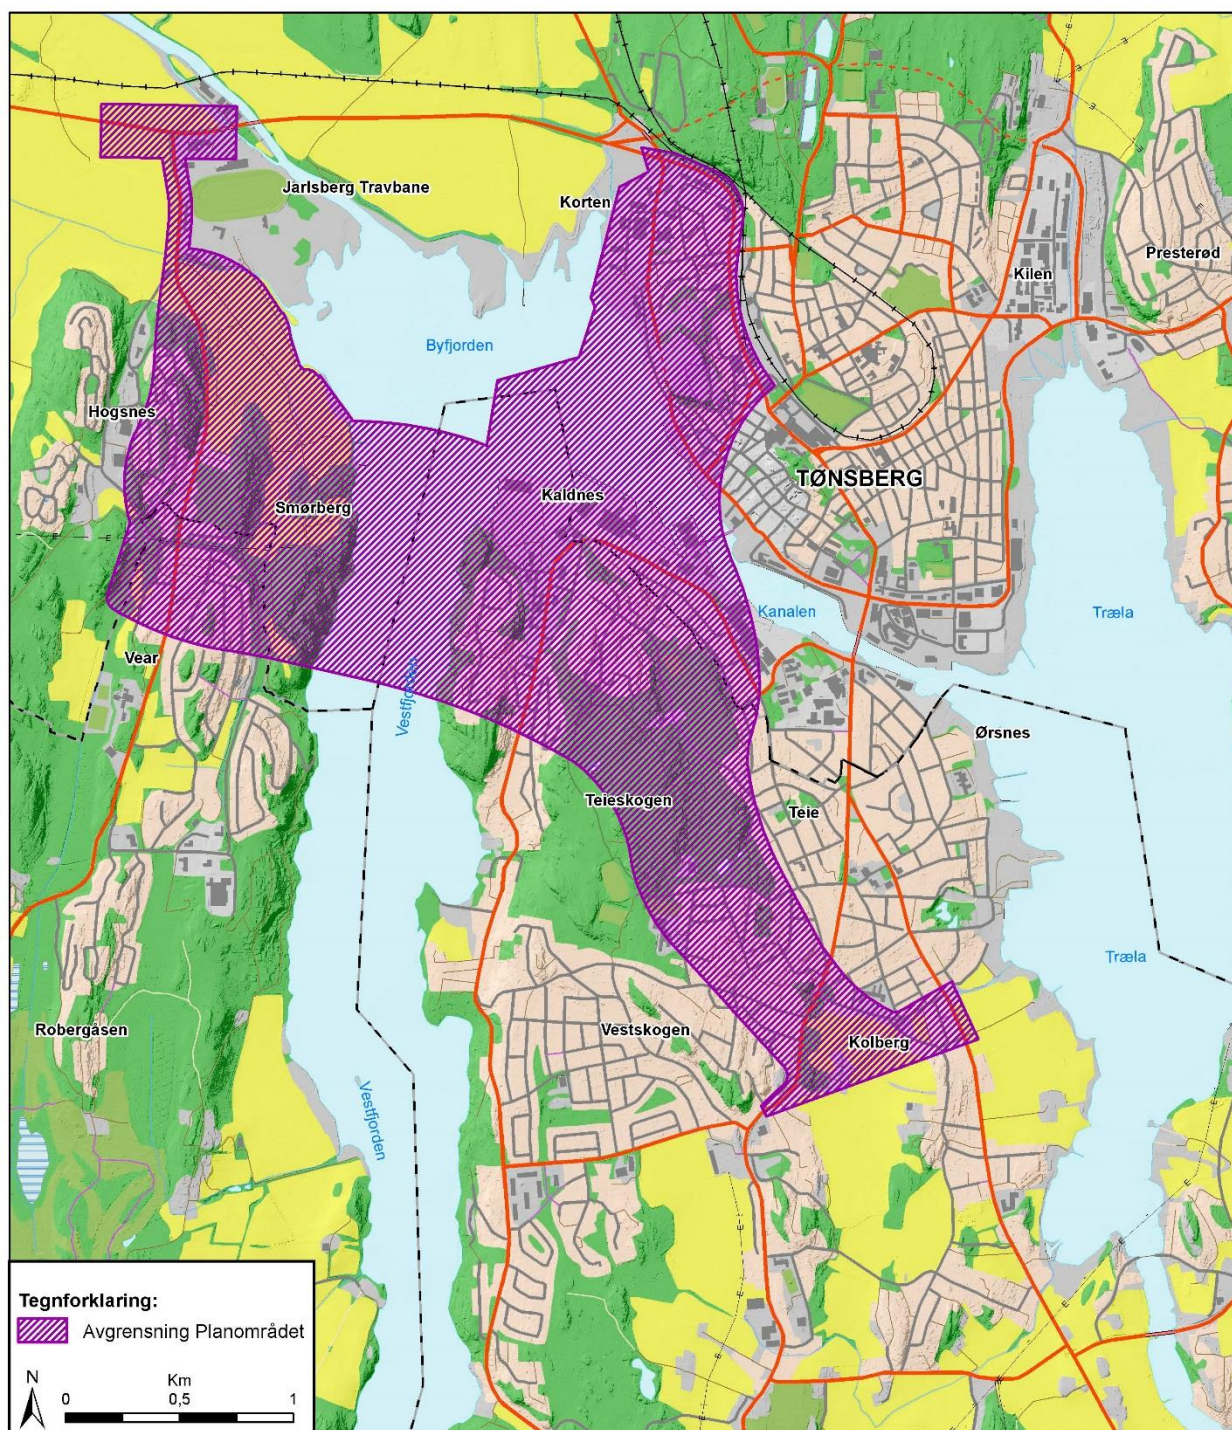 Jarlsberg Travbane
Korten
Presterød
Kilen
Byfjorden
Hogsnes
TØNSBERG
Kaldnes
Smørberg
Kanalen
Træla
Vear
Vestfjorden
Ørsnes
Teieskogen
Teie
Træla
Robergåsen
Vestskogen
Kolberg
Vestfjorden
Tegnforklaring:
Avgrensning Planområdet
N
Km
0 0,5 1